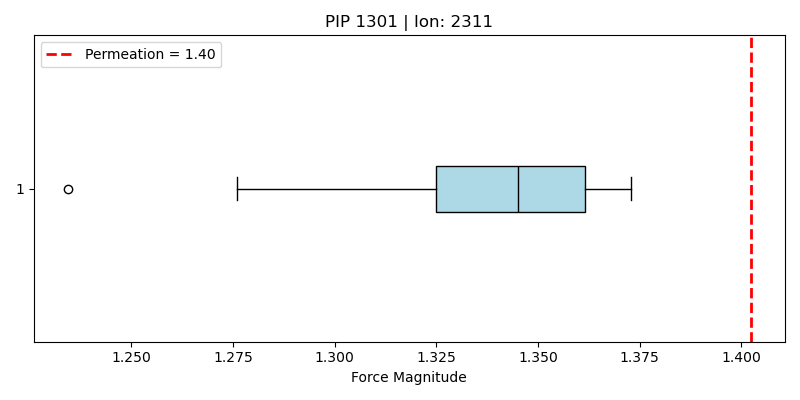 PIP 1301 | Ion: 2311
Permeation = 1.40
1
1.250 1.275 1.300 1.325 1.350 1.375 1.400
Force Magnitude